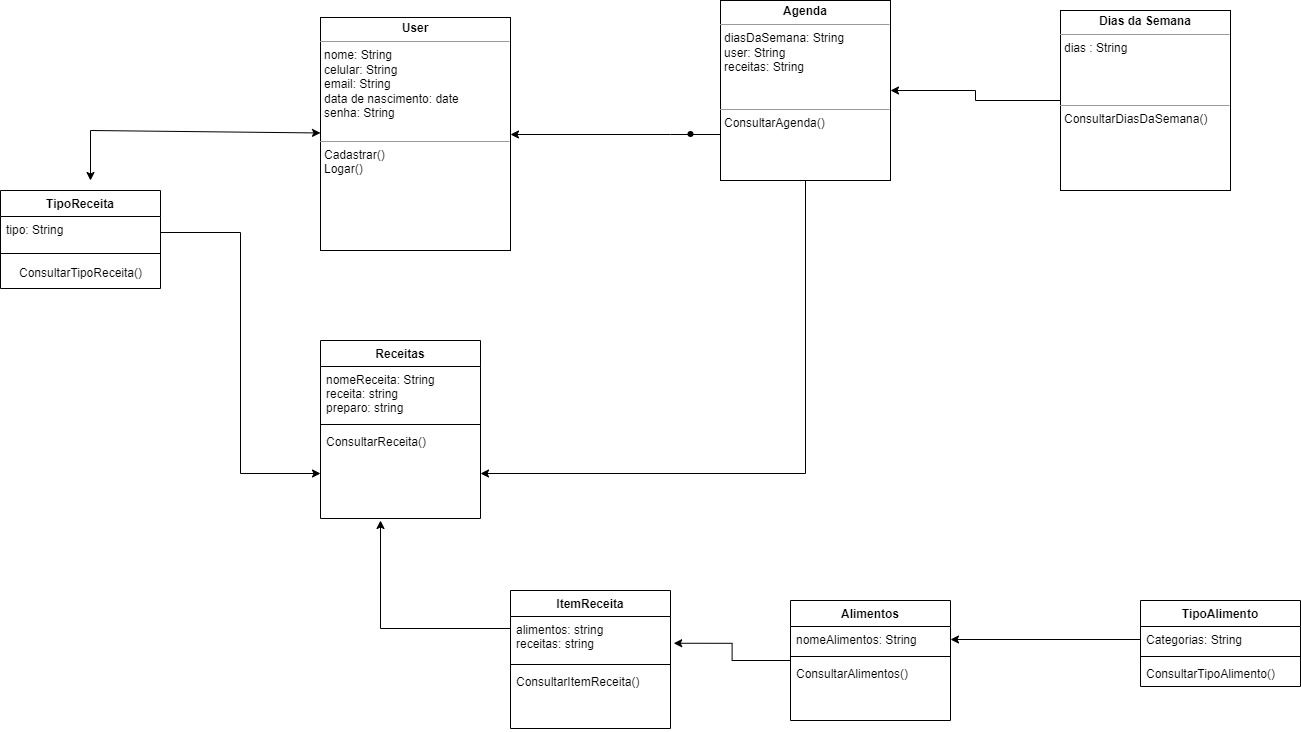 User
nome: String
celular: String
email: String
data de nascimento: date
senha: String
Cadastrar()
Logar()
Agenda
diasDaSemana: String
user: String
receitas: String
ConsultarAgenda()
Dias da Semana
dias : String
ConsultarDiasDaSemana()
TipoReceita
tipo: String
ConsultarTipoReceita()
Receitas
nomeReceita: String
receita: string
preparo: string
ConsultarReceita()
ItemReceita
alimentos: string
receitas: string
ConsultarItemReceita()
Alimentos
nomeAlimentos: String
ConsultarAlimentos()
TipoAlimento
Categorias: String
ConsultarTipoAlimento()